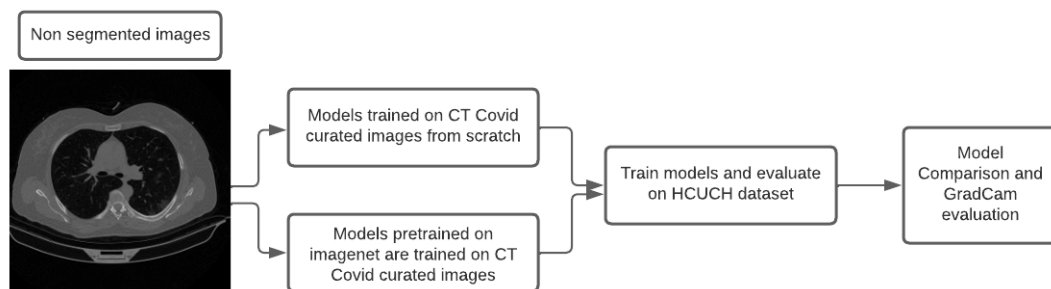 Non segmented images
Models trained on CT Covid
curated images from scratch
Models pretrained on
imagenet are trained on CT
Covid curated images
Train models and evaluate
on HCUCH dataset
Model
Comparison and
GradCam
evaluation